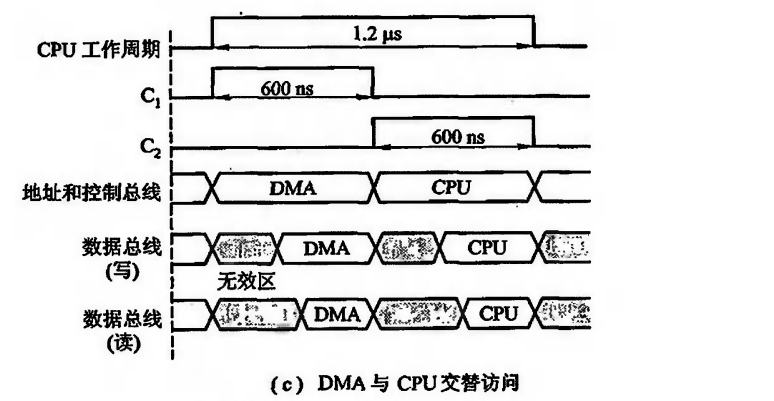 CPU 工作周期
1.2 μs
C1
600 ns
C2
600 ns
地址和控制总线
DMA
CPU
数据总线
(写)
DMA
CPU
无效区
数据总线
(读)
DMA
CPU
(c) DMA 与 CPU 交替访问